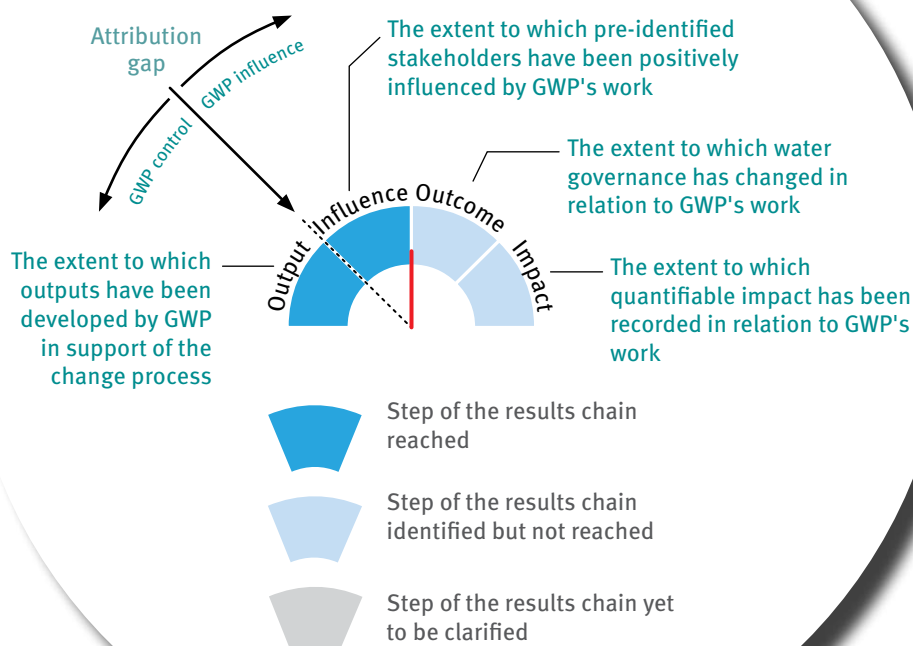 Attribution
gap
GWP influence
GWP control
The extent to which pre-identified
stakeholders have been positively
influenced by GWP's work
The extent to which water
governance has changed in
relation to GWP's work
Output
Influence
Outcome
Impact
The extent to which
outputs have been
developed by GWP
in support of the
change process
The extent to which
quantifiable impact has been
recorded in relation to GWP's
work
Step of the results chain
reached
Step of the results chain
identified but not reached
Step of the results chain yet
to be clarified